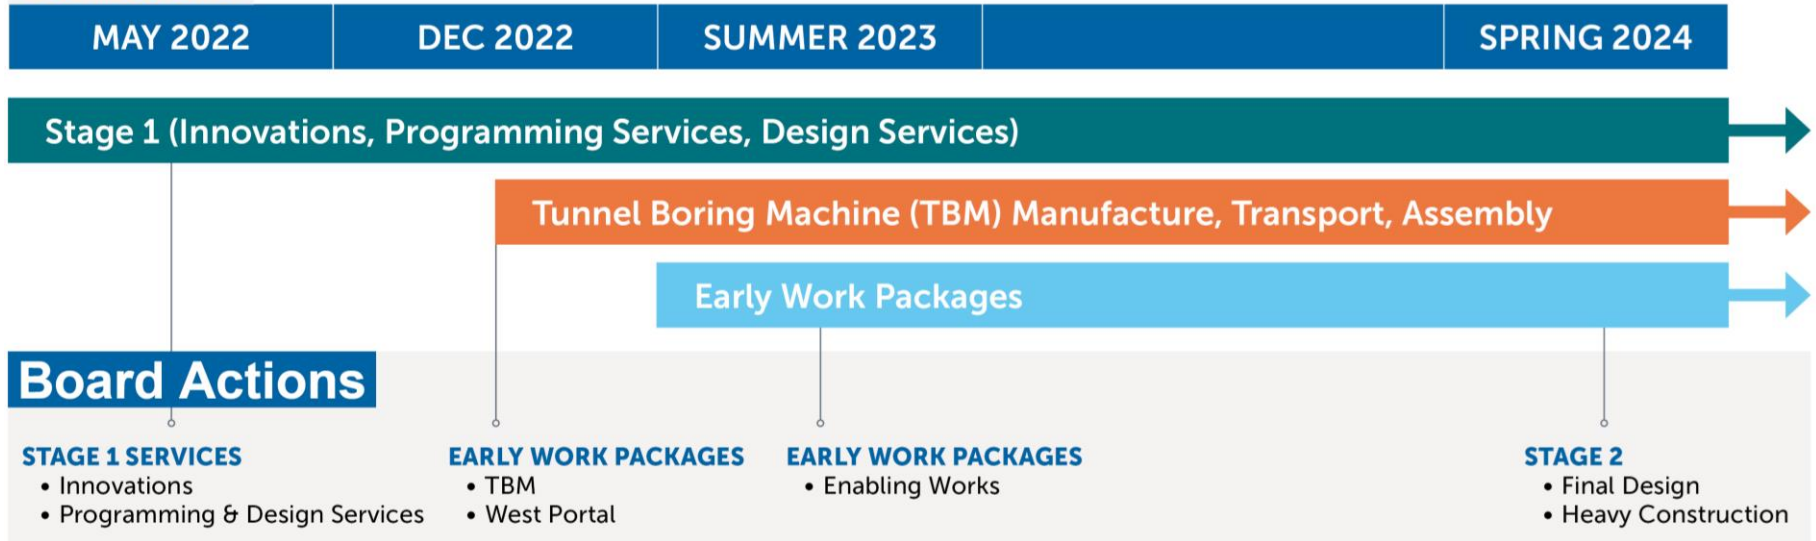 MAY 2022
DEC 2022
SUMMER 2023
SPRING 2024
Stage 1 (Innovations, Programming Services, Design Services)
Tunnel Boring Machine (TBM) Manufacture, Transport, Assembly
Early Work Packages
Board Actions
STAGE 1 SERVICES
• Innovations
• Programming & Design Services
EARLY WORK PACKAGES
• TBM
• West Portal
EARLY WORK PACKAGES
• Enabling Works
STAGE 2
• Final Design
• Heavy Construction